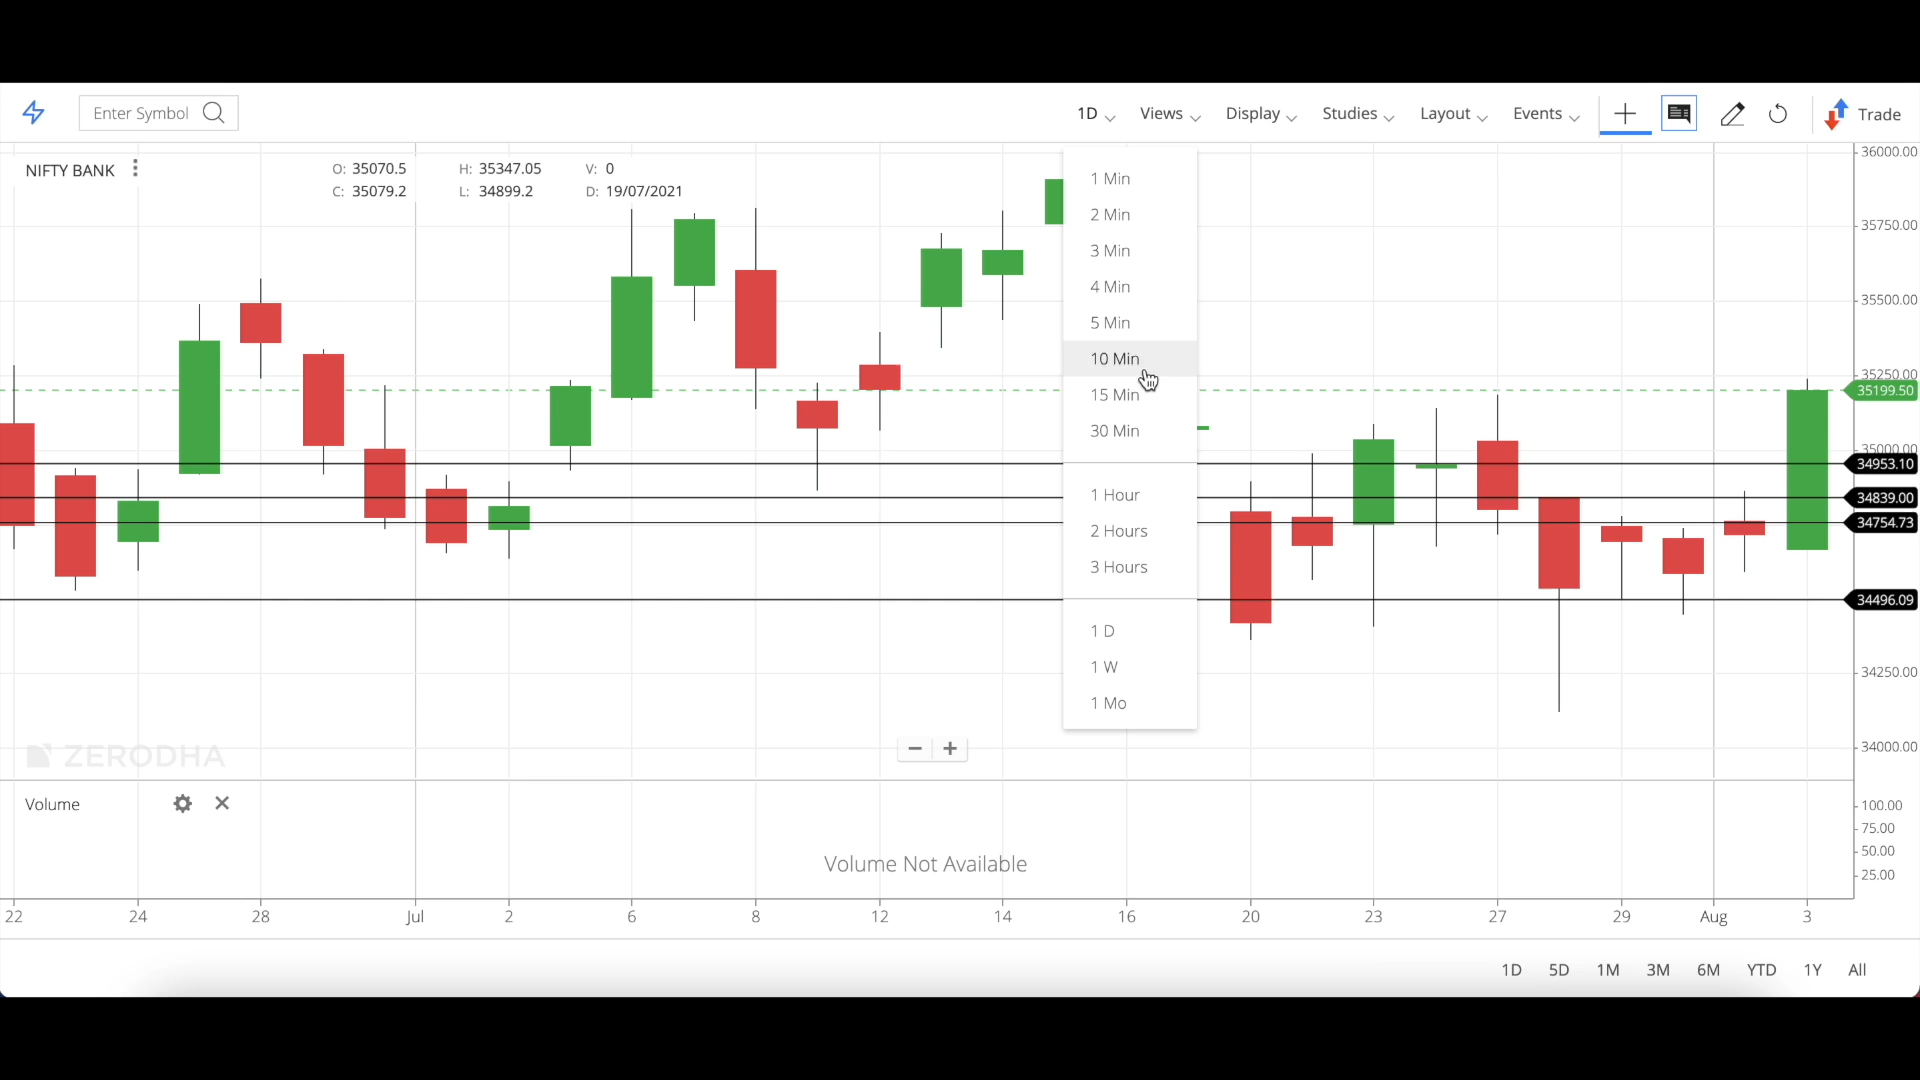 Enter Symbol
1D
Views
Display
Studies
Layout
Events
Trade
NIFTY BANK
O: 35070.5 H: 35347.05 V: 0
C: 35079.2 L: 34899.2 D: 19/07/2021
1 Min
2 Min
3 Min
4 Min
5 Min
10 Min
15 Min
30 Min
1 Hour
2 Hours
3 Hours
1 D
1 W
1 Mo
36000.00
35750.00
35500.00
35250.00
35199.50
35000.00
34953.10
34839.00
34754.73
34496.09
34250.00
34000.00
ZERODHA
Volume
Volume Not Available
100.00
75.00
50.00
25.00
22 24 28 Jul 2 6 8 12 14 16 20 23 27 29 Aug 3
1D 5D 1M 3M 6M YTD 1Y All